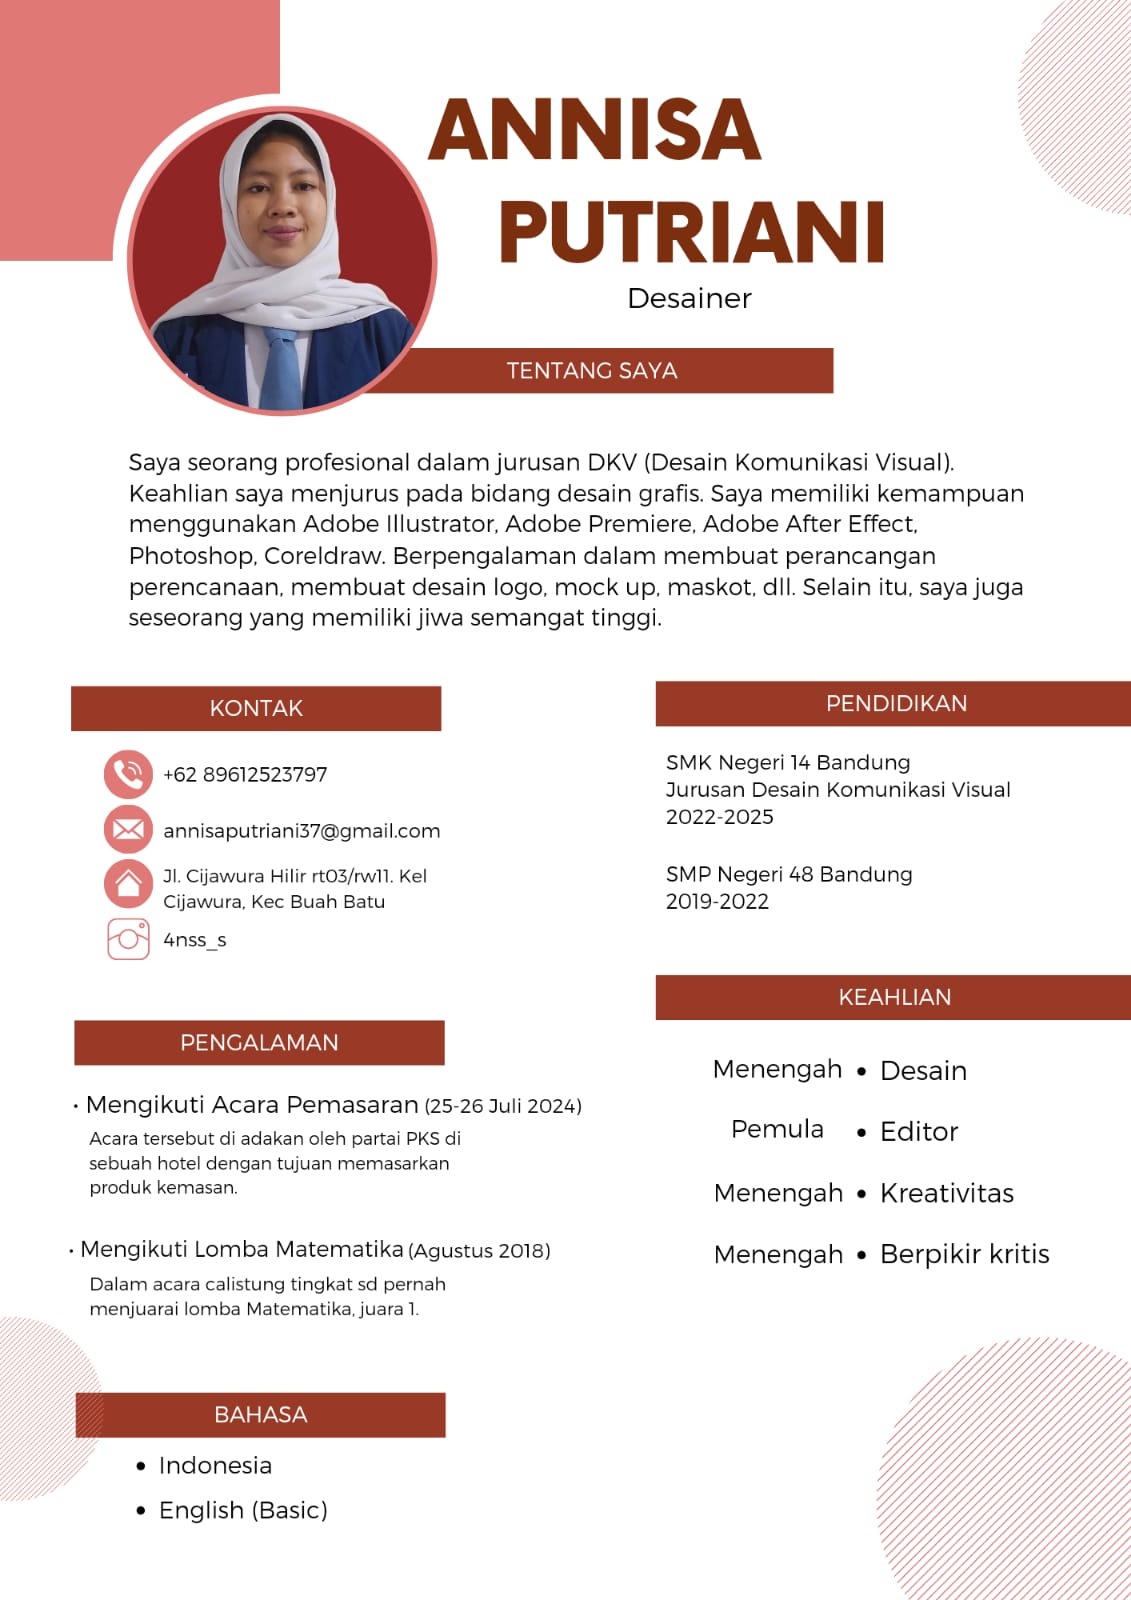 ANNISA
PUTRIANI
Desainer
TENTANG SAYA
Saya seorang profesional dalam jurusan DKV (Desain Komunikasi Visual).
Keahlian saya menjurus pada bidang desain grafis. Saya memiliki kemampuan
menggunakan Adobe Illustrator, Adobe Premiere, Adobe After Effect,
Photoshop, Coreldraw. Berpengalaman dalam membuat perancangan
perencanaan, membuat desain logo, mock up, maskot, dll. Selain itu, saya juga
seseorang yang memiliki jiwa semangat tinggi.
KONTAK
+62 89612523797
annisaputriani37@gmail.com
Jl. Cijawura Hilir rt03/rw11. Kel
Cijawura, Kec Buah Batu
4nss_s
PENGALAMAN
• Mengikuti Acara Pemasaran (25-26 Juli 2024)
Acara tersebut di adakan oleh partai PKS di
sebuah hotel dengan tujuan memasarkan
produk kemasan.
• Mengikuti Lomba Matematika (Agustus 2018)
Dalam acara calistung tingkat sd pernah
menjuarai lomba Matematika, juara 1.
BAHASA
• Indonesia
• English (Basic)
PENDIDIKAN
SMK Negeri 14 Bandung
Jurusan Desain Komunikasi Visual
2022-2025
SMP Negeri 48 Bandung
2019-2022
KEAHLIAN
Menengah • Desain
Pemula • Editor
Menengah • Kreativitas
Menengah • Berpikir kritis